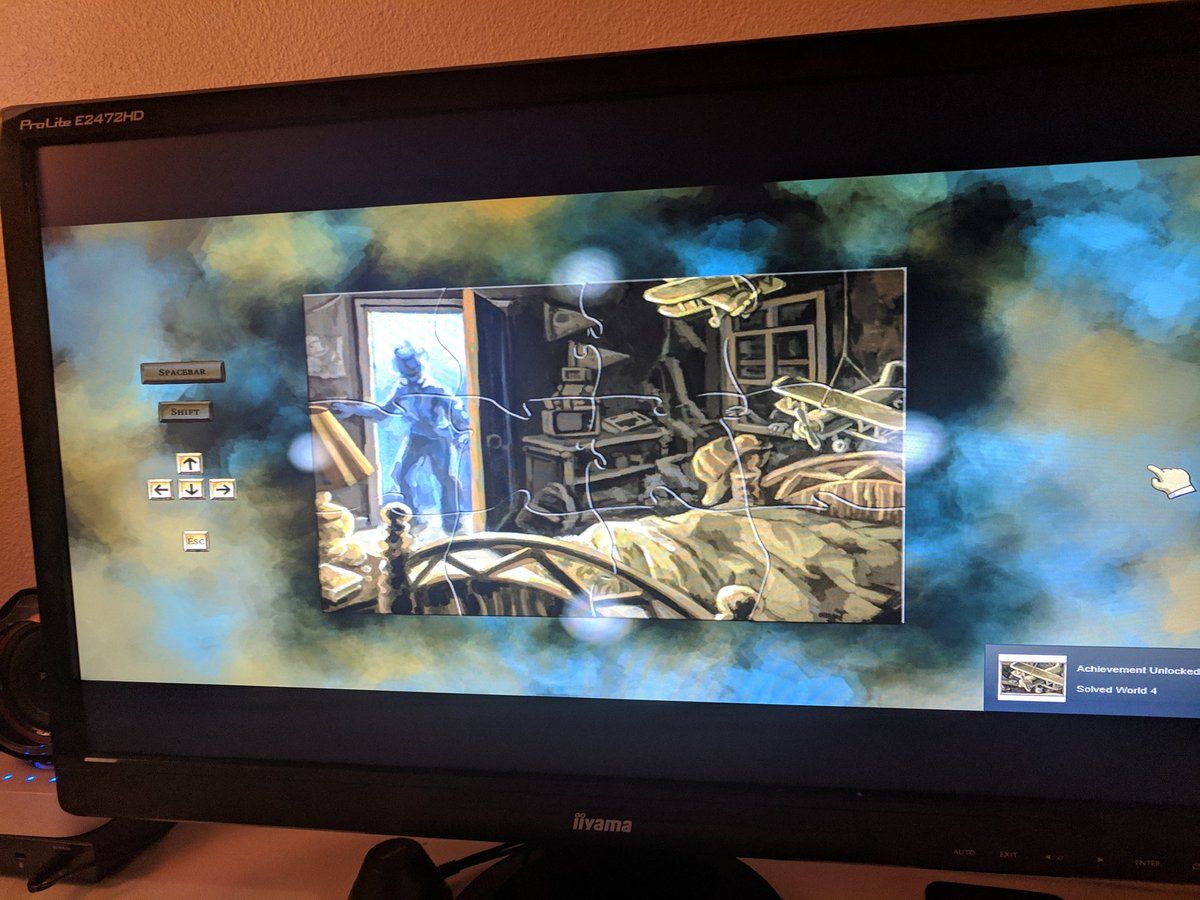 ProLite E2472HD
SPACEBAR
SHIFT
↑
← ↓ →
ESC
Achievement Unlocked
Solved World 4
iiyama
AUTO EXIT ENTER